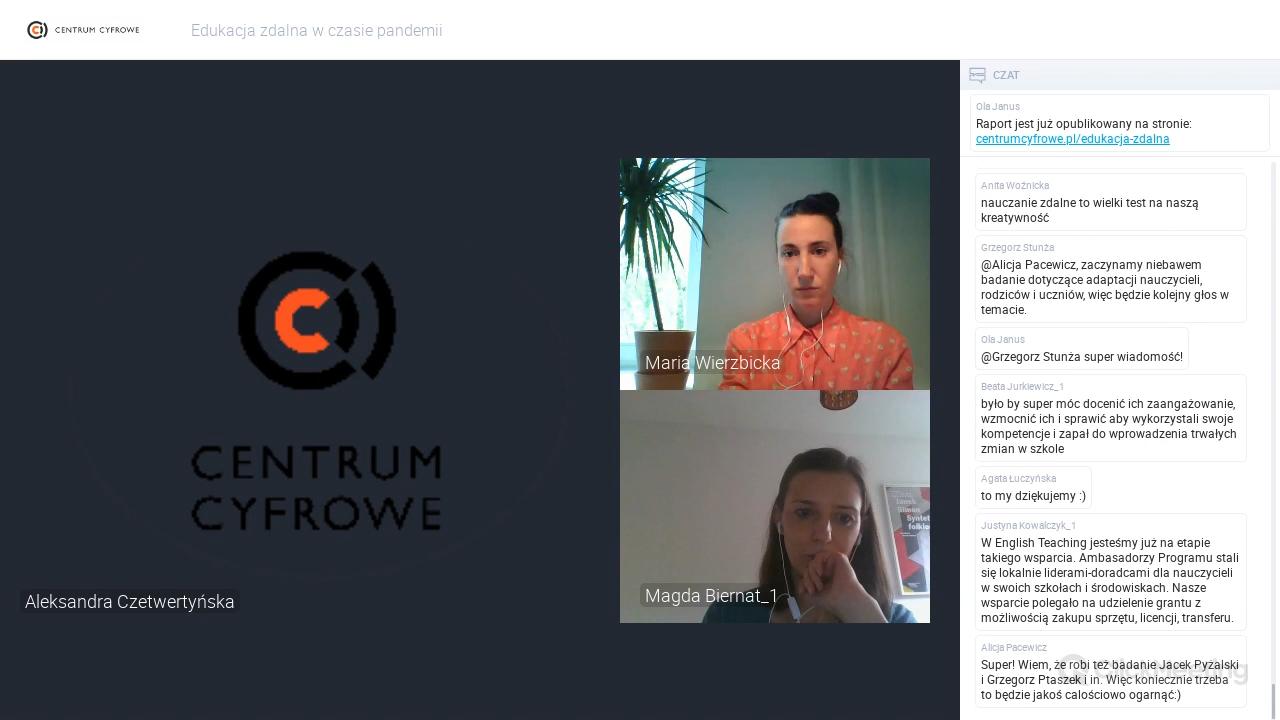 CENTRUM CYFROWE
Edukacja zdalna w czasie pandemii
CENTRUM
CYFROWE
Aleksandra Czetwertyńska
Maria Wierzbicka
Magda Biernat_1
CZAT
Ola Janus
Raport jest już opublikowany na stronie:
centrumcyfrowe.pl/edukacja-zdalna
Anita Woźnicka
nauczanie zdalne to wielki test na naszą
kreatywność
Grzegorz Stunża
@Alicja Pacewicz, zaczynamy niebawem
badanie dotyczące adaptacji nauczycieli,
rodziców i uczniów, więc będzie kolejny głos w
temacie.
Ola Janus
@Grzegorz Stunża super wiadomość!
Beata Jurkiewicz_1
było by super móc docenić ich zaangażowanie,
wzmocnić ich i sprawić aby wykorzystali swoje
kompetencje i zapał do wprowadzenia trwałych
zmian w szkole
Agata Łuczyńska
to my dziękujemy :)
Justyna Kowalczyk_1
W English Teaching jesteśmy już na etapie
takiego wsparcia. Ambasadorzy Programu stali
się lokalnie liderami-doradcami dla nauczycieli
w swoich szkołach i środowiskach. Nasze
wsparcie polegało na udzielenie grantu z
możliwością zakupu sprzętu, licencji, transferu.
Alicja Pacewicz
Super! Wiem, że robi też badanie Jacek Pyżalski
i Grzegorz Ptaszek i in. Więc koniecznie trzeba
to będzie jakoś calościowo ogarnąć:)
ClickMeeting